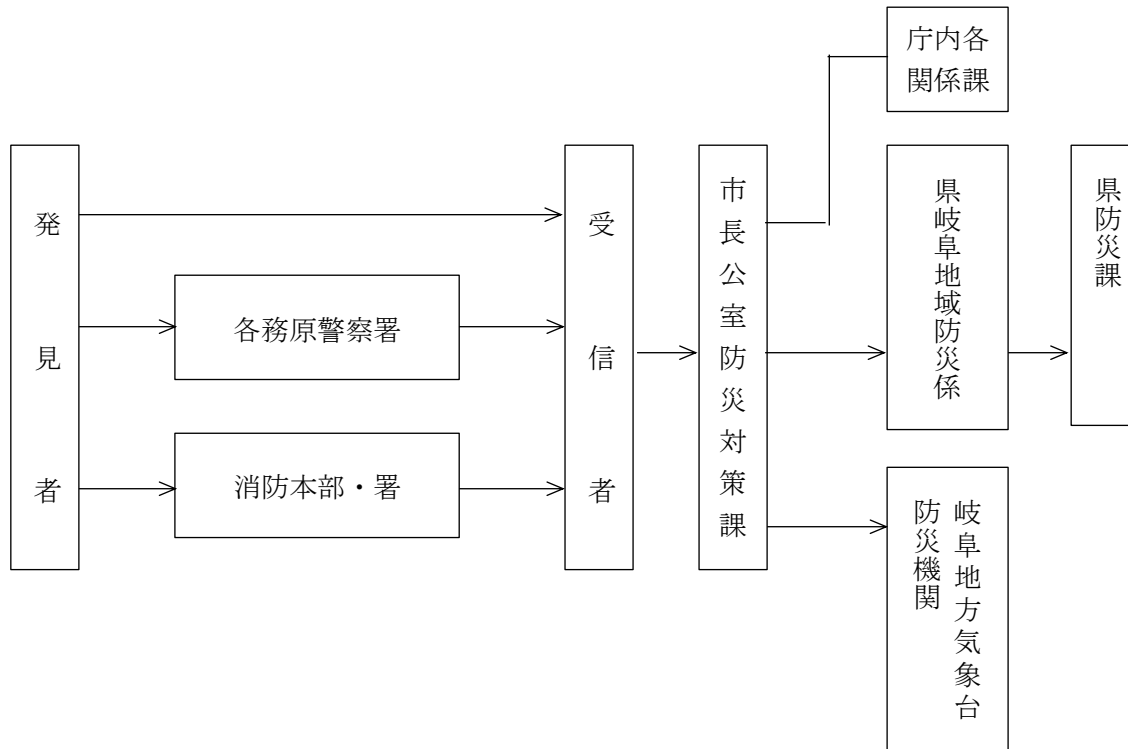 発見者
各務原警察署
消防本部・署
受信者
市長公室防災対策課
庁内各
関係課
県岐阜地域防災係
県防災課
岐阜地方気象台
防災機関